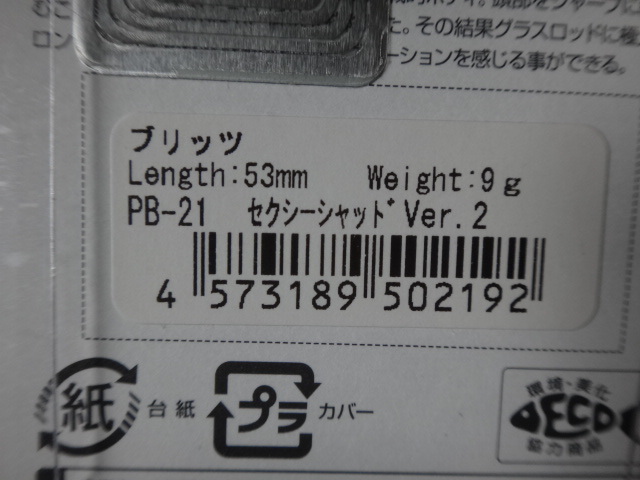 た。その結果グラスロッドに極
ロン
ーションを感じる事ができる。
ブリッツ
Length:53mm Weight:9g
PB-21 ｾｸｼｰｼｬｯﾄﾞVer.2
4 573189 502192
紙 台紙 プラ カバー
環境・美化
ECO
協力商品